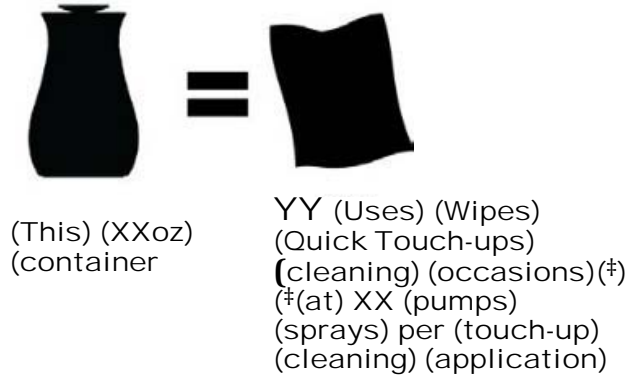 (This) (XXoz)
(container
YY (Uses) (Wipes)
(Quick Touch-ups)
(cleaning) (occasions)(‡)
(‡(at) XX (pumps)
(sprays) per (touch-up)
(cleaning) (application)